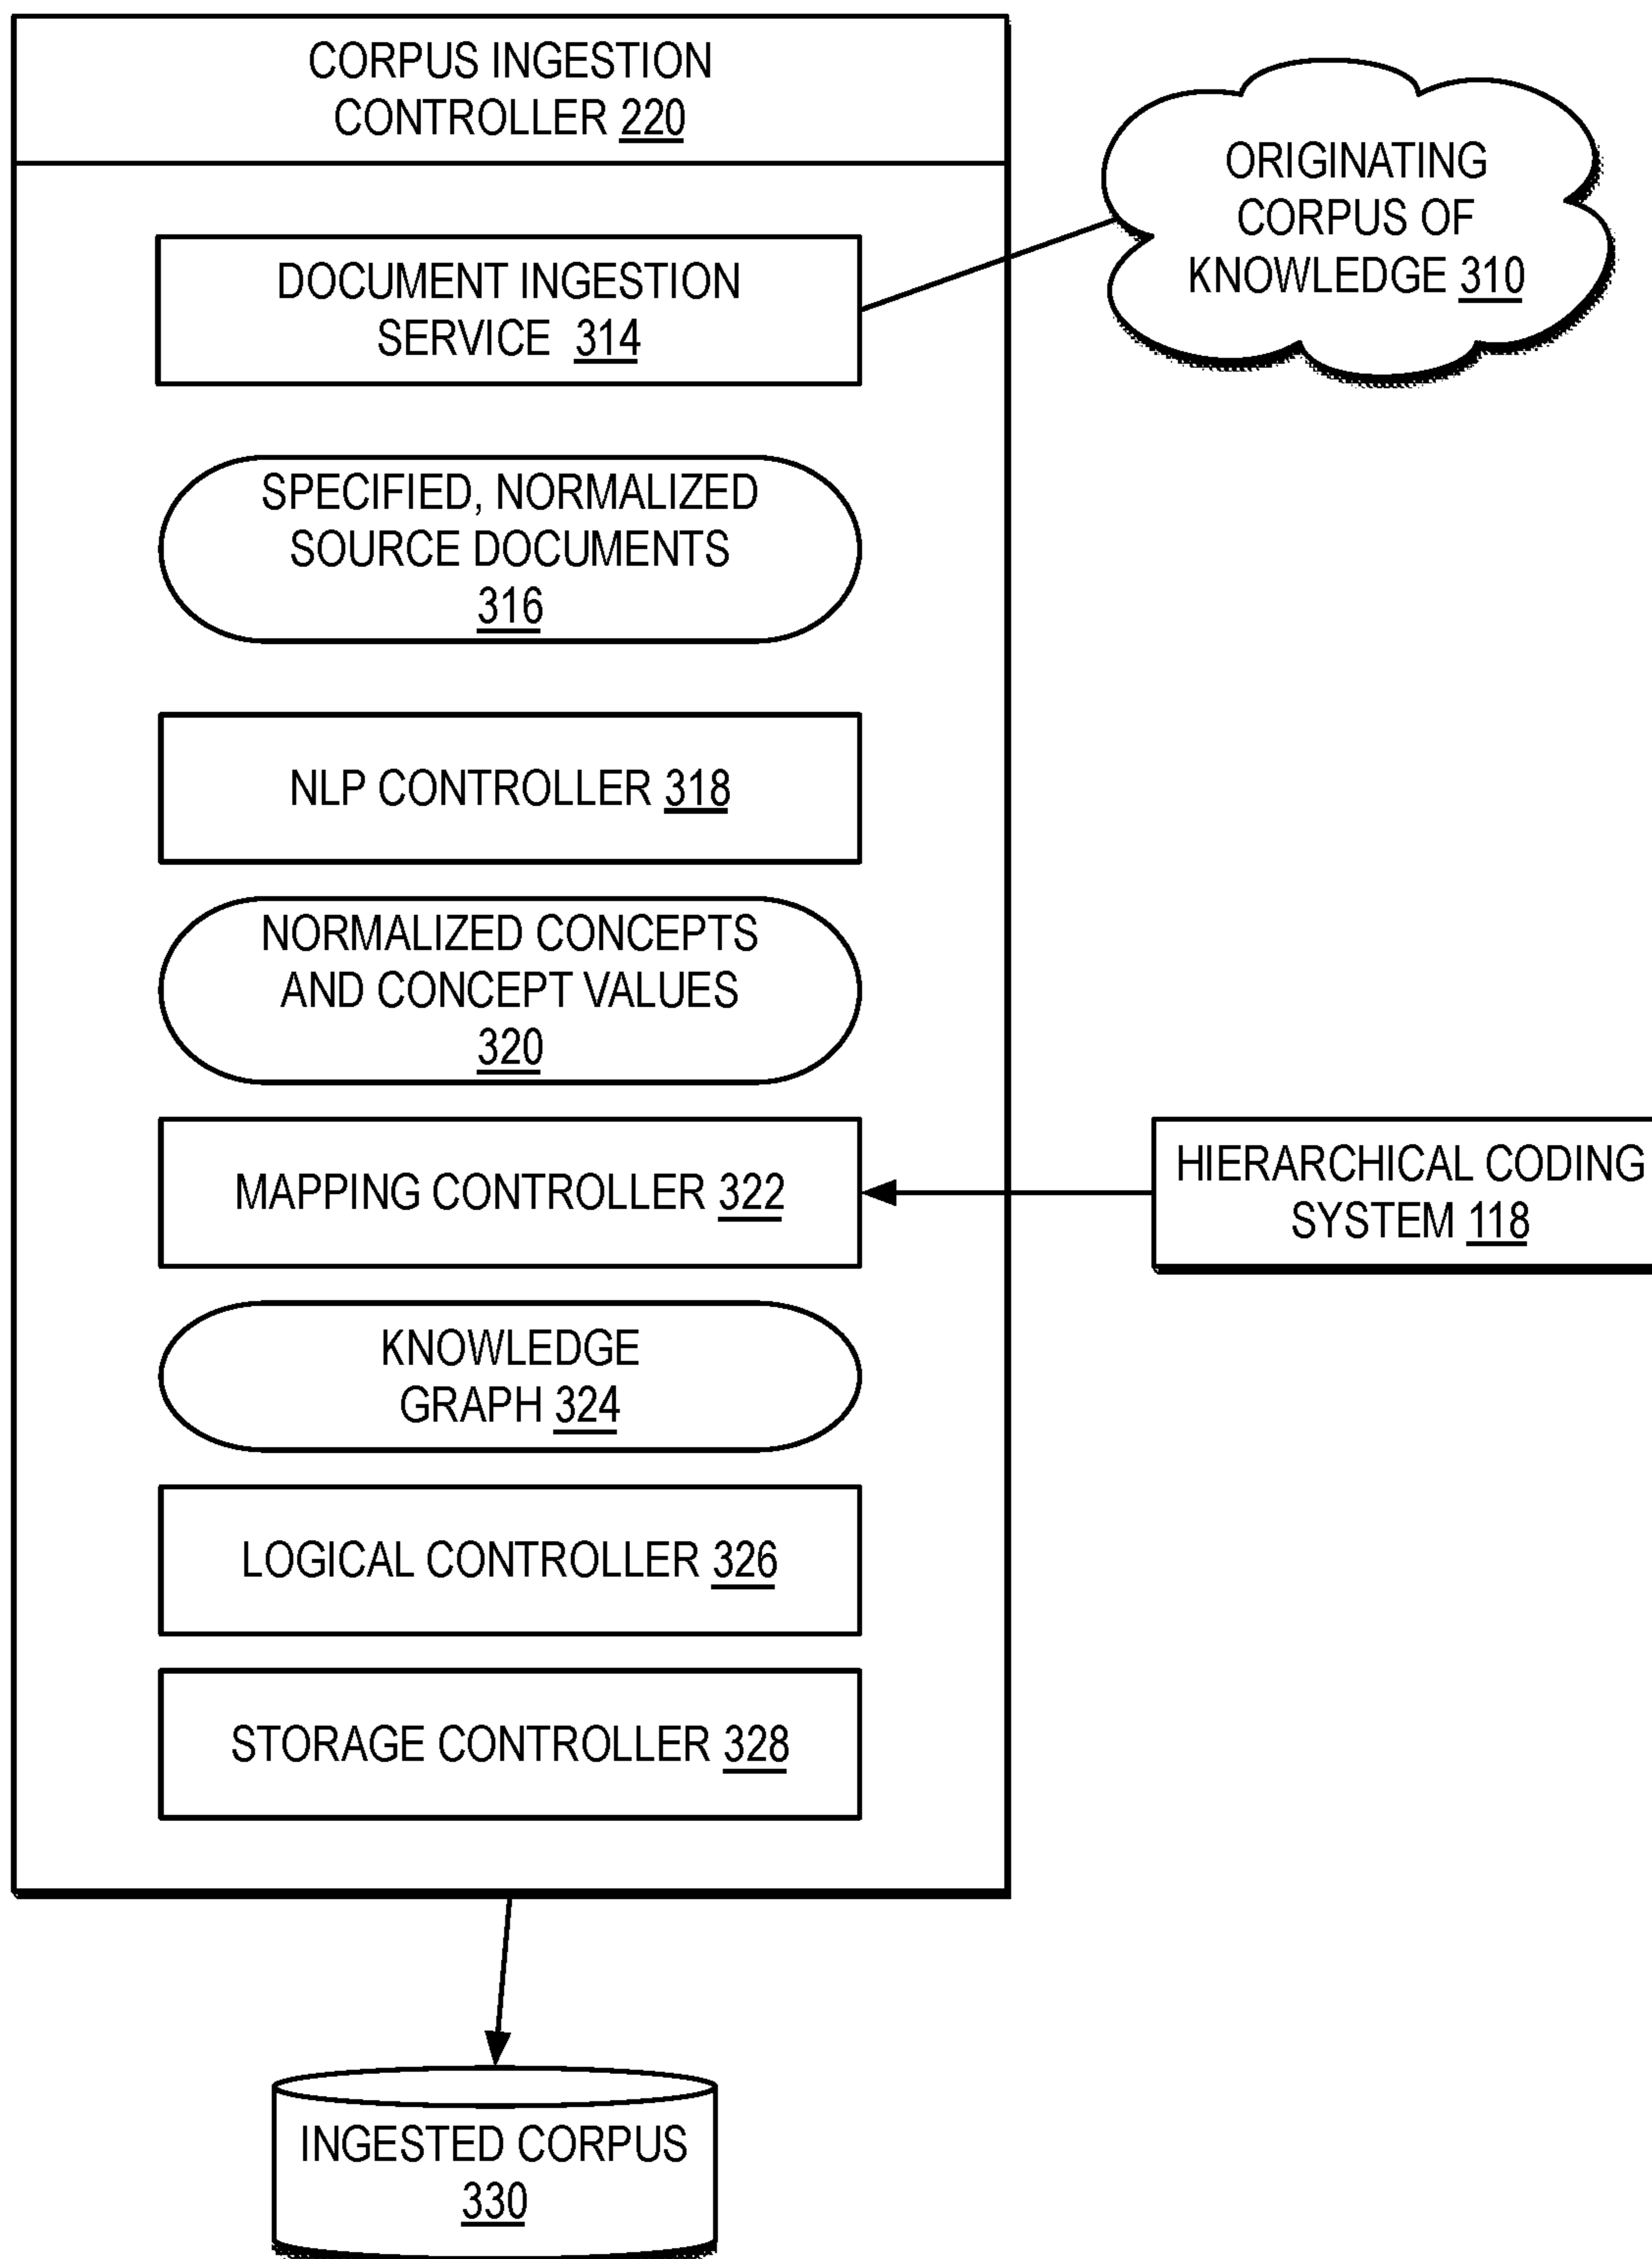 CORPUS INGESTION
CONTROLLER 220
ORIGINATING
CORPUS OF
KNOWLEDGE 310
DOCUMENT INGESTION
SERVICE 314
SPECIFIED, NORMALIZED
SOURCE DOCUMENTS
316
NLP CONTROLLER 318
NORMALIZED CONCEPTS
AND CONCEPT VALUES
320
MAPPING CONTROLLER 322
HIERARCHICAL CODING
SYSTEM 118
KNOWLEDGE
GRAPH 324
LOGICAL CONTROLLER 326
STORAGE CONTROLLER 328
INGESTED CORPUS
330